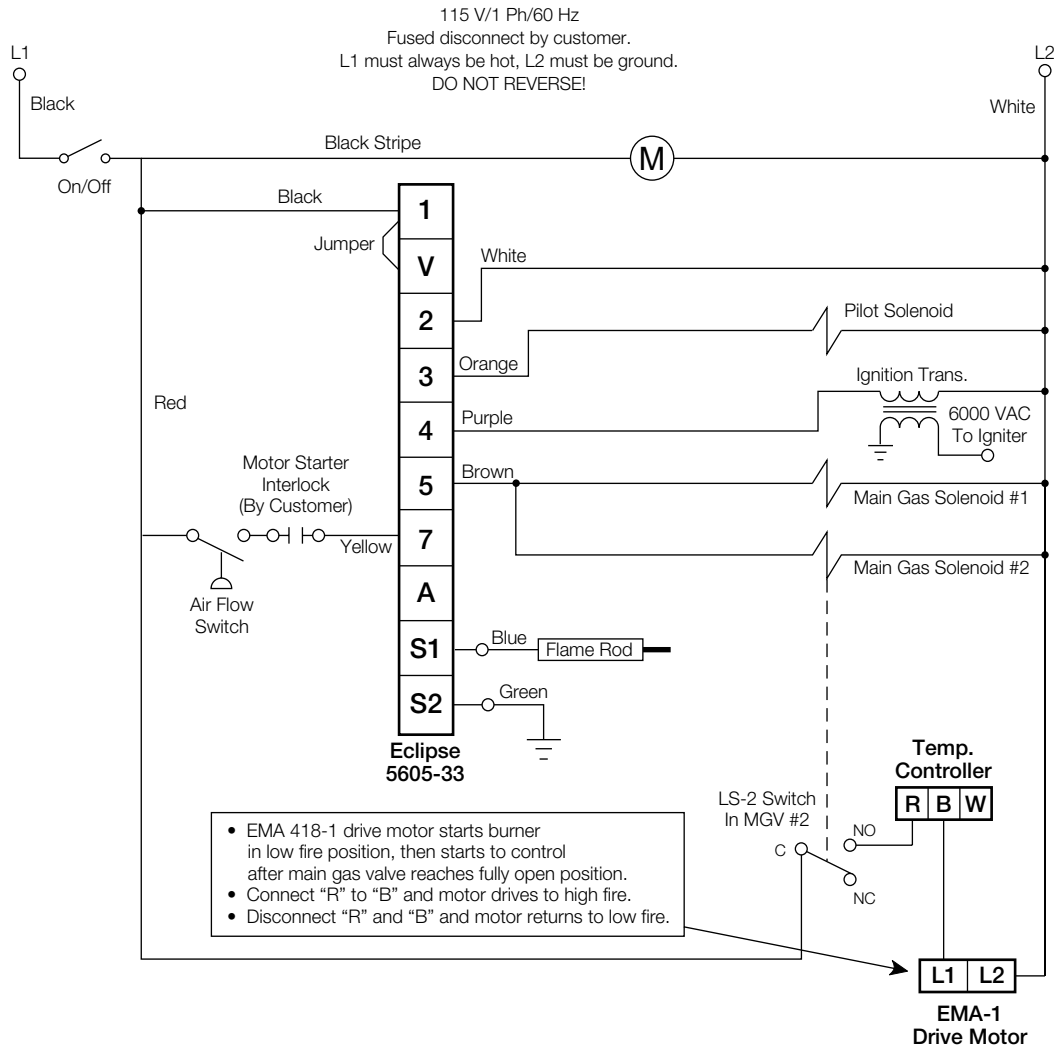 115 V/1 Ph/60 Hz
Fused disconnect by customer.
L1 must always be hot, L2 must be ground.
DO NOT REVERSE!
L1
L2
Black
White
Black Stripe
M
On/Off
Black
1
Jumper
V
White
2
Pilot Solenoid
3
Orange
Ignition Trans.
Red
4
Purple
6000 VAC
To Igniter
Motor Starter
Interlock
(By Customer)
5
Brown
Main Gas Solenoid #1
Yellow
7
Main Gas Solenoid #2
Air Flow
Switch
A
S1
Blue
Flame Rod
S2
Green
Eclipse
5605-33
Temp.
Controller
R B W
LS-2 Switch
In MGV #2
NO
C
NC
• EMA 418-1 drive motor starts burner
in low fire position, then starts to control
after main gas valve reaches fully open position.
• Connect “R” to “B” and motor drives to high fire.
• Disconnect “R” and “B” and motor returns to low fire.
L1 L2
EMA-1
Drive Motor